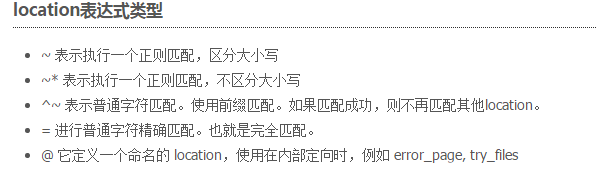 location表达式类型
~ 表示执行一个正则匹配，区分大小写
~* 表示执行一个正则匹配，不区分大小写
^~ 表示普通字符匹配。使用前缀匹配。如果匹配成功，则不再匹配其他location。
= 进行普通字符精确匹配。也就是完全匹配。
@ 它定义一个命名的 location，使用在内部定向时，例如 error_page, try_files